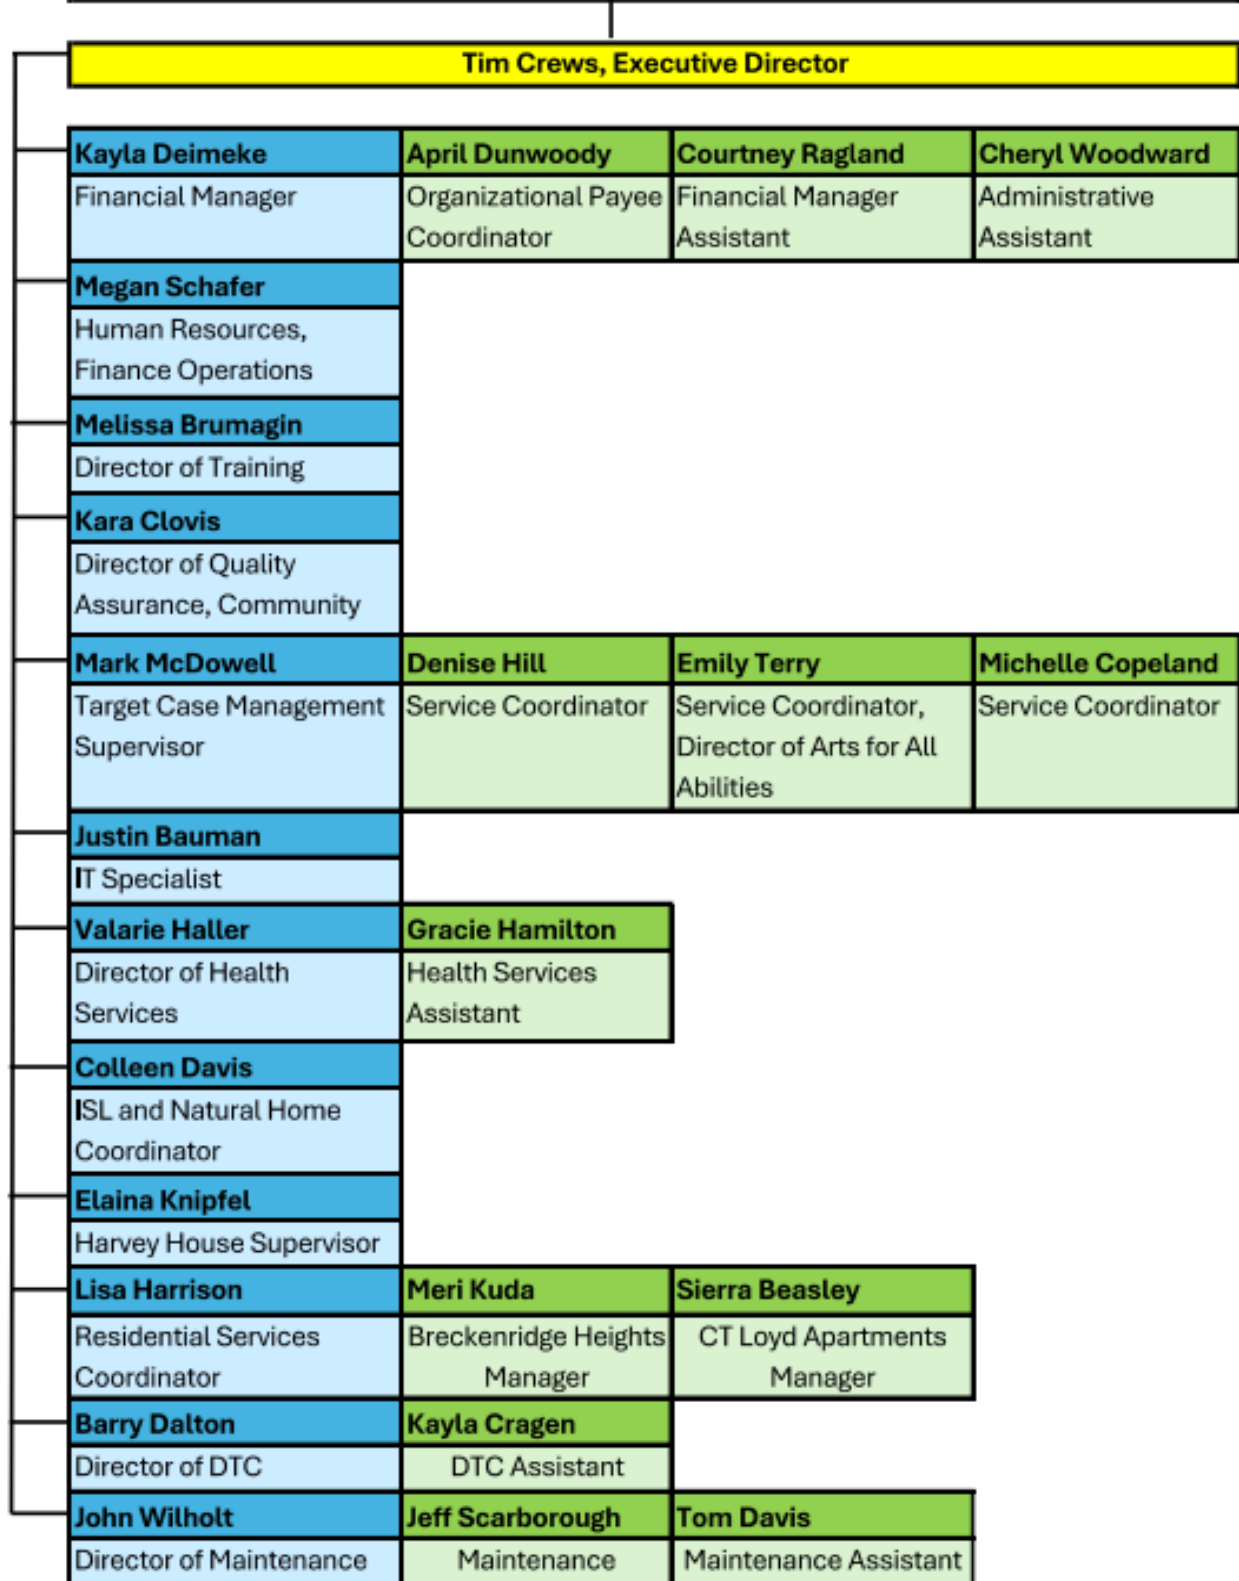 Tim Crews, Executive Director
Kayla Deimeke
April Dunwoody
Courtney Ragland
Cheryl Woodward
Financial Manager
Organizational Payee
Coordinator
Financial Manager
Assistant
Administrative
Assistant
Megan Schafer
Human Resources,
Finance Operations
Melissa Brumagin
Director of Training
Kara Clovis
Director of Quality
Assurance, Community
Mark McDowell
Denise Hill
Emily Terry
Michelle Copeland
Target Case Management
Supervisor
Service Coordinator
Service Coordinator,
Director of Arts for All
Abilities
Service Coordinator
Justin Bauman
IT Specialist
Valarie Haller
Gracie Hamilton
Director of Health
Services
Health Services
Assistant
Colleen Davis
ISL and Natural Home
Coordinator
Elaina Knipfel
Harvey House Supervisor
Lisa Harrison
Meri Kuda
Sierra Beasley
Residential Services
Coordinator
Breckenridge Heights
Manager
CT Loyd Apartments
Manager
Barry Dalton
Kayla Cragen
Director of DTC
DTC Assistant
John Wilholt
Jeff Scarborough
Tom Davis
Director of Maintenance
Maintenance
Maintenance Assistant